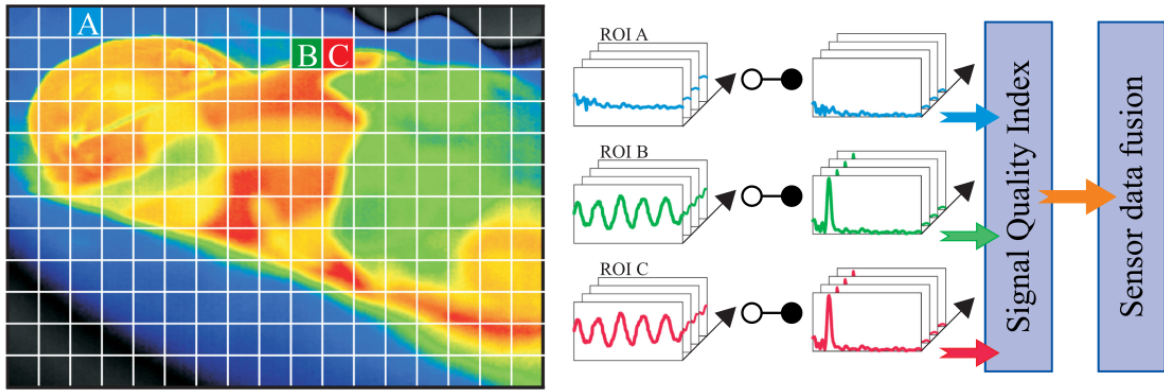 A
B
C
ROI A
ROI B
ROI C
Signal Quality Index
Sensor data fusion